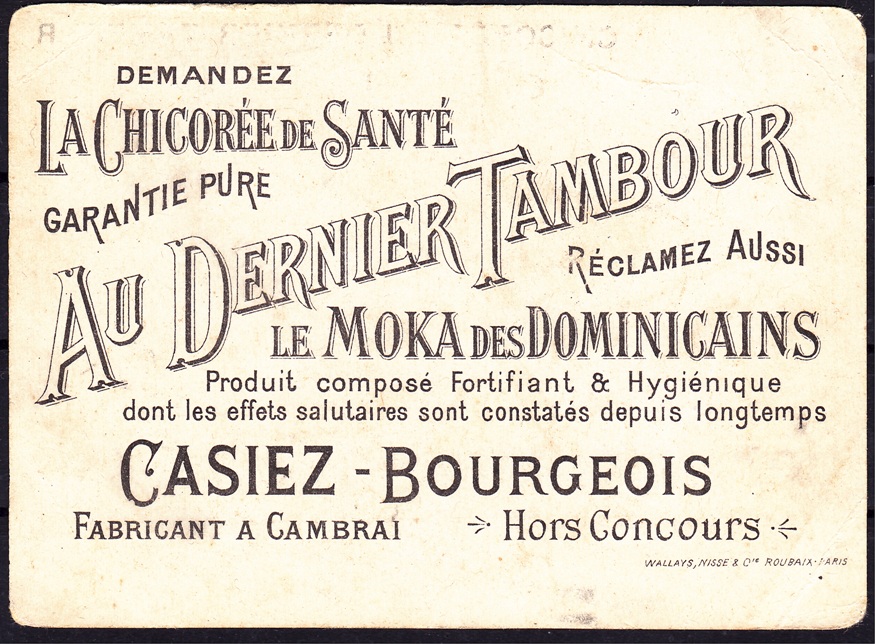 DEMANDEZ
LA CHICORÉE DE SANTÉ
GARANTIE PURE
AU DERNIER TAMBOUR
RÉCLAMEZ AUSSI
LE MOKA DES DOMINICAINS
Produit composé Fortifiant & Hygiénique
dont les effets salutaires sont constatés depuis longtemps
CASIEZ - BOURGEOIS
FABRICANT A CAMBRAI
Hors Concours
WALLAYS, NISSE & Cie ROUBAIX-PARIS